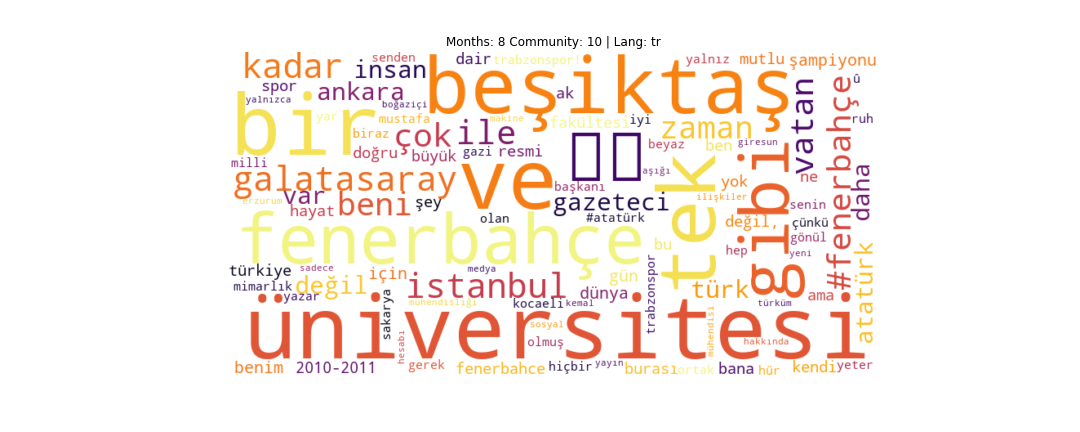 Months: 8 Community: 10 | Lang: tr
kadar
senden
dair
trabzonspor!
yalnız
mutlu
şampiyonu
insan
beşiktaş
spor
ankara
yalnızca
boğaziçi
ak
vatan
#fenerbahçe
û
bir
yar
mustafa
makine
fakültesi
iyi
zaman
ruh
biraz
çok
ile
doğru
büyük
gazi
resmi
beyaz
ben
giresun
milli
galatasaray
ve
tek
gibi
aşığı
yok
ne
daha
başkanı
erzurum
var
beni
şey
gazeteci
ilişkiler
senin
hayat
olan
#atatürk
değil,
çünkü
fenerbahçe
bu
hep
gönül
yeni
türkiye
sadece
medya
için
gün
trabzonspor
atatürk
mimarlık
değil
istanbul
dünya
türk
ama
yazar
sakarya
mühendisliği
kocaeli
kemal
türküm
üniversitesi
hesabı
sosyal
olmuş
mühendisi
hakkında
benim
2010-2011
gerek
fenerbahce
hiçbir
yayın
burası
ortak
bana
hür
kendi
yeter